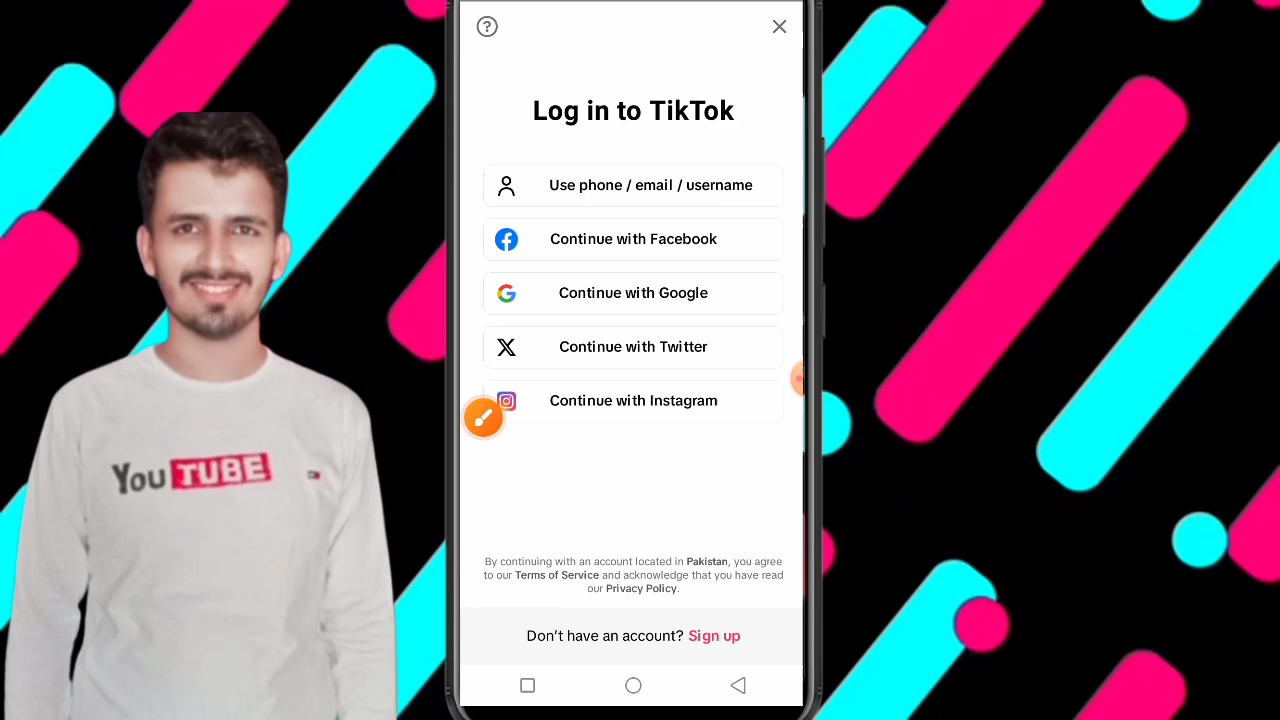 Log in to TikTok
Use phone / email / username
Continue with Facebook
Continue with Google
Continue with Twitter
Continue with Instagram
You TUBE
By continuing with an account located in Pakistan, you agree
to our Terms of Service and acknowledge that you have read
our Privacy Policy.
Don’t have an account? Sign up